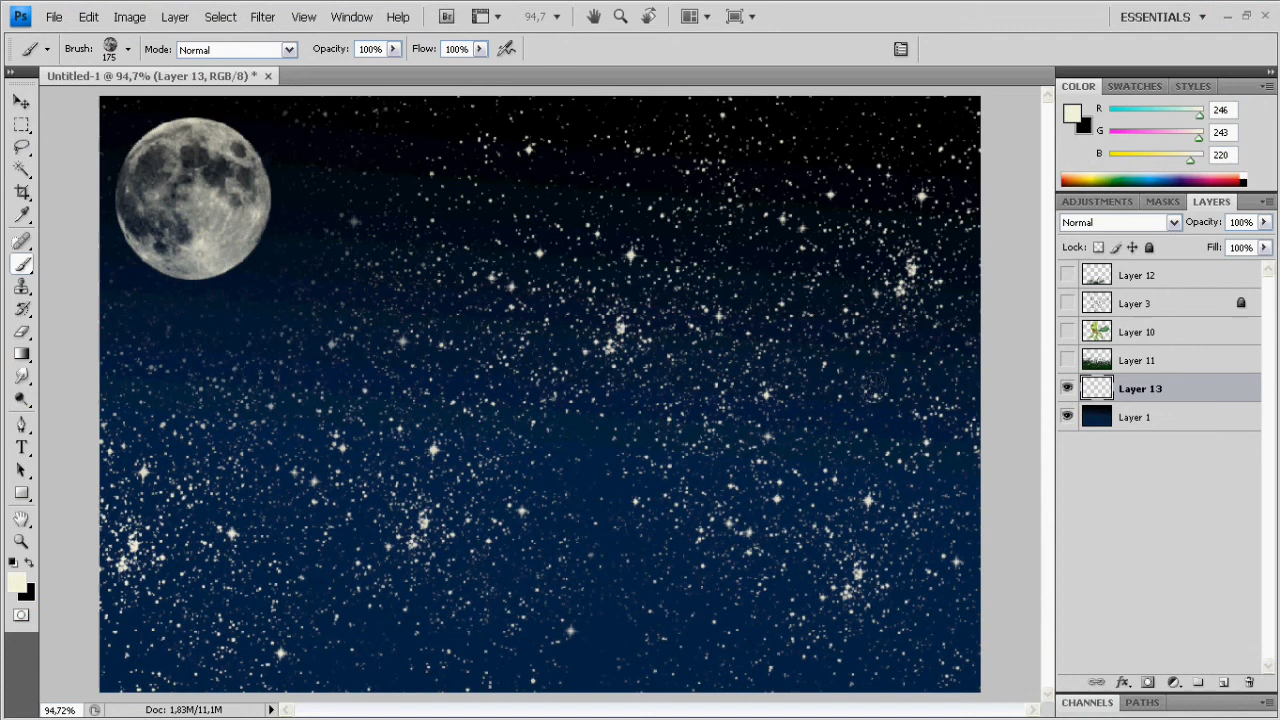 Ps File Edit Image Layer Select Filter View Window Help Br 94,7 ESSENTIALS
Brush: 175 Mode: Normal Opacity: 100% Flow: 100%
Untitled-1 @ 94,7% (Layer 13, RGB/8) *
COLOR SWATCHES STYLES
R 246
G 243
B 220
ADJUSTMENTS MASKS LAYERS
Normal Opacity: 100%
Lock: Fill: 100%
Layer 12
Layer 3
Layer 10
Layer 11
Layer 13
Layer 1
T
fx
CHANNELS PATHS
94,72% Doc: 1,83M/11,1M